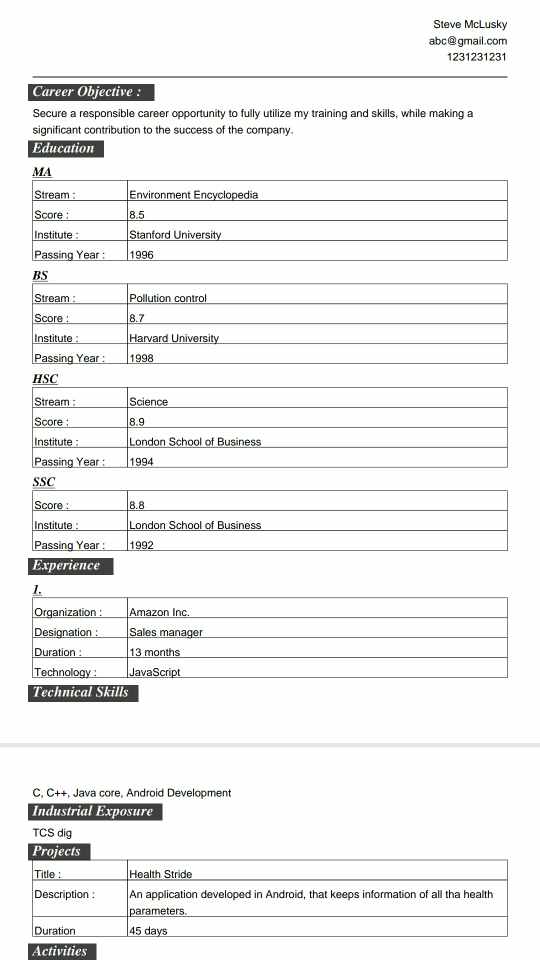 Steve McLusky
abc@gmail.com
1231231231
Career Objective :
Secure a responsible career opportunity to fully utilize my training and skills, while making a
significant contribution to the success of the company.
Education
MA
Stream : Environment Encyclopedia
Score : 8.5
Institute : Stanford University
Passing Year : 1996
BS
Stream : Pollution control
Score : 8.7
Institute : Harvard University
Passing Year : 1998
HSC
Stream : Science
Score : 8.9
Institute : London School of Business
Passing Year : 1994
SSC
Score : 8.8
Institute : London School of Business
Passing Year : 1992
Experience
1.
Organization : Amazon Inc.
Designation : Sales manager
Duration : 13 months
Technology : JavaScript
Technical Skills
C, C++, Java core, Android Development
Industrial Exposure
TCS dig
Projects
Title : Health Stride
Description : An application developed in Android, that keeps information of all tha health
parameters.
Duration 45 days
Activities